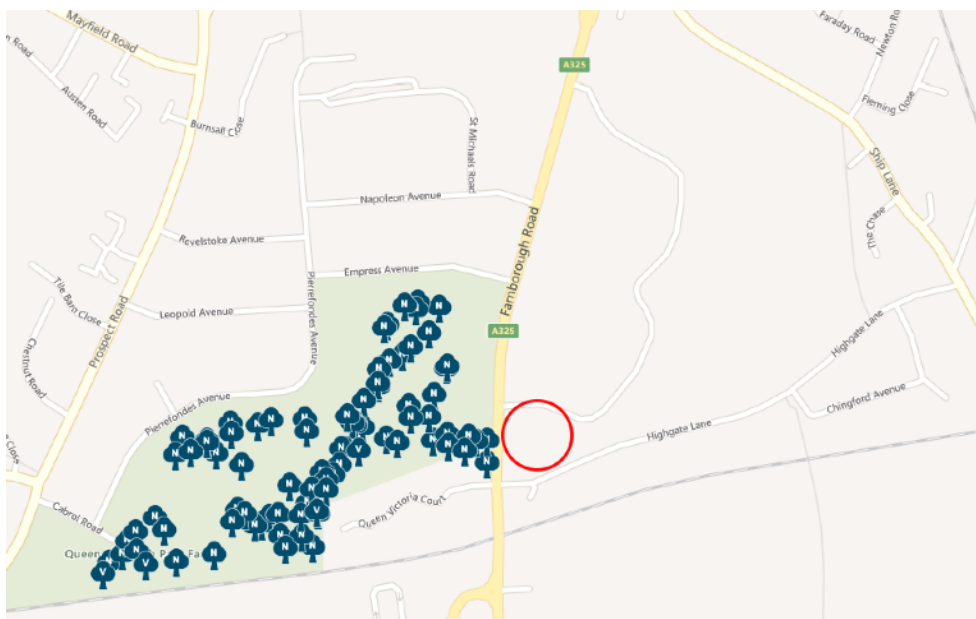 Mayfield Road
Faraday Road
Newton Ro
n Road
A325
Austen Road
Burnsall Close
Fleming Close
St Michaels Road
Ship Lane
Napoleon Avenue
Farnborough Road
The Chase
Revelstoke Avenue
Empress Avenue
Pierrefondes Avenue
Tile Barn Close
Leopold Avenue
Prospect Road
A325
Highgate Lane
Chestnut Road
Pierrefondes Avenue
Chingford Avenue
Highgate Lane
Close
Queen Victoria Court
Cabrol Road
Queen
N
N
N
N
N
N
N
N
N
N
N
V
N
N
N
N
N
N
N
V
N
N
N
N
V
V